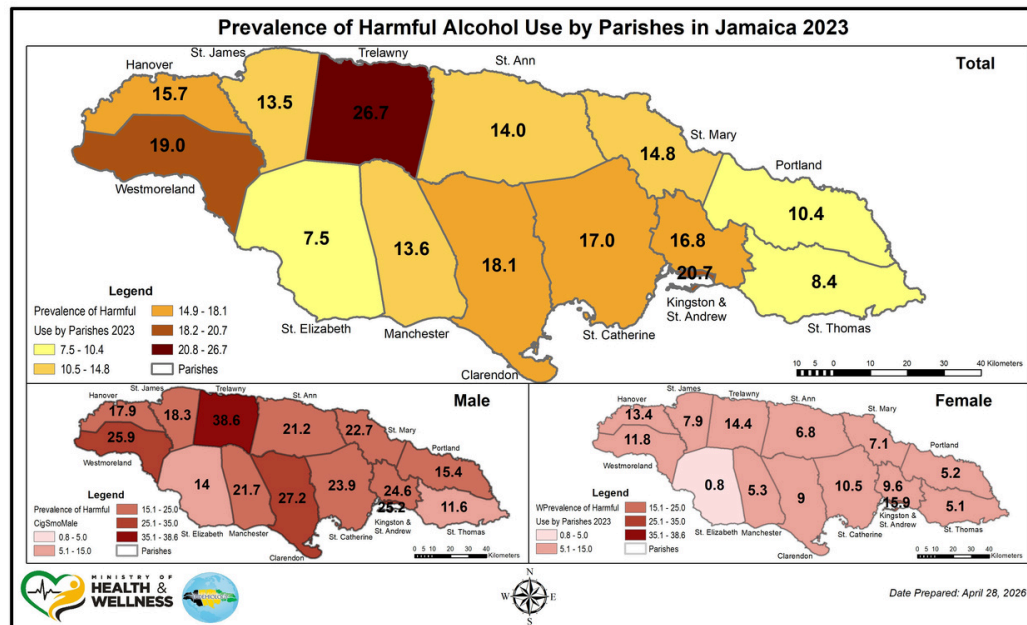 Prevalence of Harmful Alcohol Use by Parishes in Jamaica 2023
Total
St. James
Trelawny
St. Ann
Hanover
15.7
13.5
26.7
14.0
St. Mary
14.8
19.0
Westmoreland
Portland
10.4
7.5
13.6
18.1
17.0
16.8
20.7
8.4
Kingston &
St. Andrew
St. Elizabeth
Manchester
St. Catherine
St. Thomas
Clarendon
Legend
Prevalence of Harmful
Use by Parishes 2023
7.5 - 10.4
10.5 - 14.8
14.9 - 18.1
18.2 - 20.7
20.8 - 26.7
Parishes
10 5 0 10 20 30 40 Kilometers
Male
St. James
Trelawny
St. Ann
Hanover
17.9
18.3
38.6
21.2
22.7
St. Mary
25.9
Westmoreland
Portland
15.4
14
21.7
27.2
23.9
24.6
25.2
11.6
Kingston &
St. Andrew
St. Elizabeth
Manchester
St. Catherine
St. Thomas
Clarendon
Legend
Prevalence of Harmful
CigSmoMale
0.8 - 5.0
5.1 - 15.0
15.1 - 25.0
25.1 - 35.0
35.1 - 38.6
Parishes
10 5 0 10 20 30 40 Kilometers
Female
St. James
Trelawny
St. Ann
Hanover
13.4
7.9
14.4
6.8
St. Mary
7.1
11.8
Westmoreland
Portland
5.2
0.8
5.3
9
10.5
9.6
15.9
5.1
Kingston &
St. Andrew
St. Elizabeth
Manchester
St. Catherine
St. Thomas
Clarendon
Legend
WPrevalence of Harmful
Use by Parishes 2023
0.8 - 5.0
5.1 - 15.0
15.1 - 25.0
25.1 - 35.0
35.1 - 38.6
Parishes
10 5 0 10 20 30 40 Kilometers
MINISTRY OF
HEALTH &
WELLNESS
N
W E
S
Date Prepared: April 28, 2026